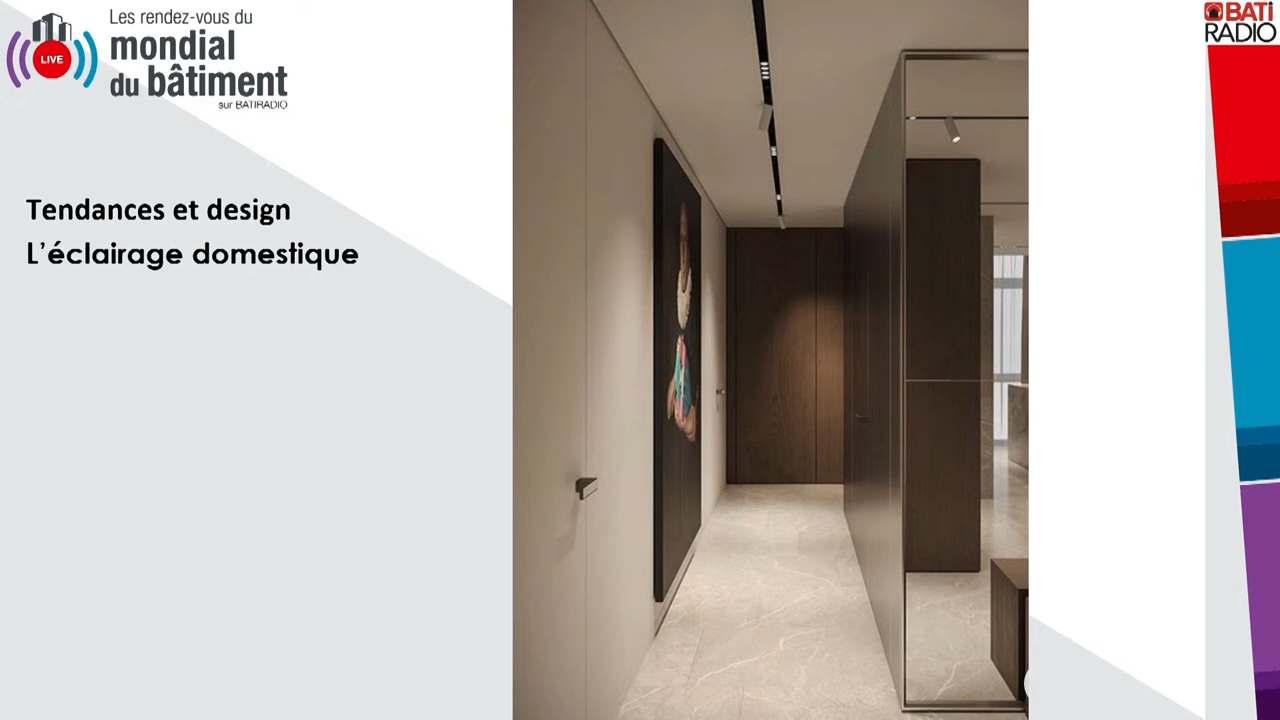 Les rendez-vous du
mondial
du bâtiment
sur BATIRADIO
LIVE
BATi
RADIO
Tendances et design
L'éclairage domestique